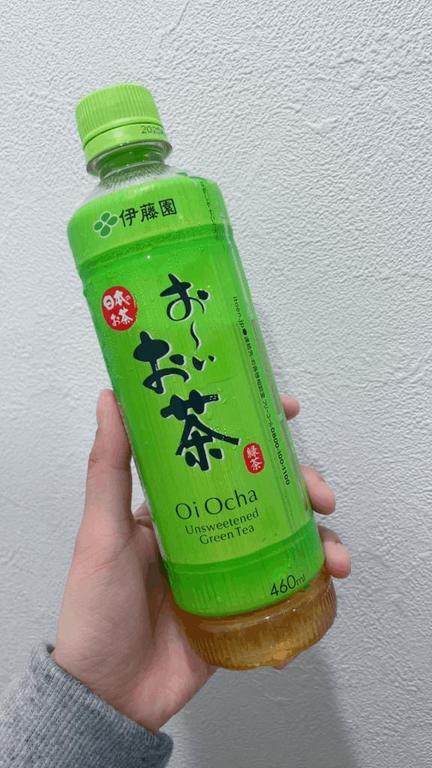 2025
伊藤園
日本の
お茶
お〜い
お茶
緑茶
Oi Ocha
Unsweetened
Green Tea
460ml